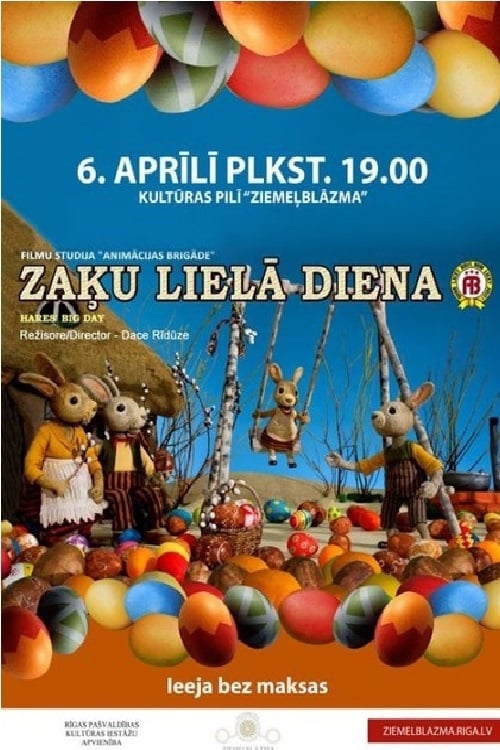 6. APRĪLĪ PLKST. 19.00
KULTŪRAS PILĪ "ZIEMEĻBLĀZMA"
FILMU STUDIJA "ANIMĀCIJAS BRIGĀDE"
ZAĶU LIELĀ DIENA
AB
HARES' BIG DAY
Režisore/Director - Dace Rīdūze
Ieeja bez maksas
RĪGAS PAŠVALDĪBAS
KULTŪRAS IESTĀŽU
APVIENĪBA
ZIEMELBLAZMA.RIGA.LV